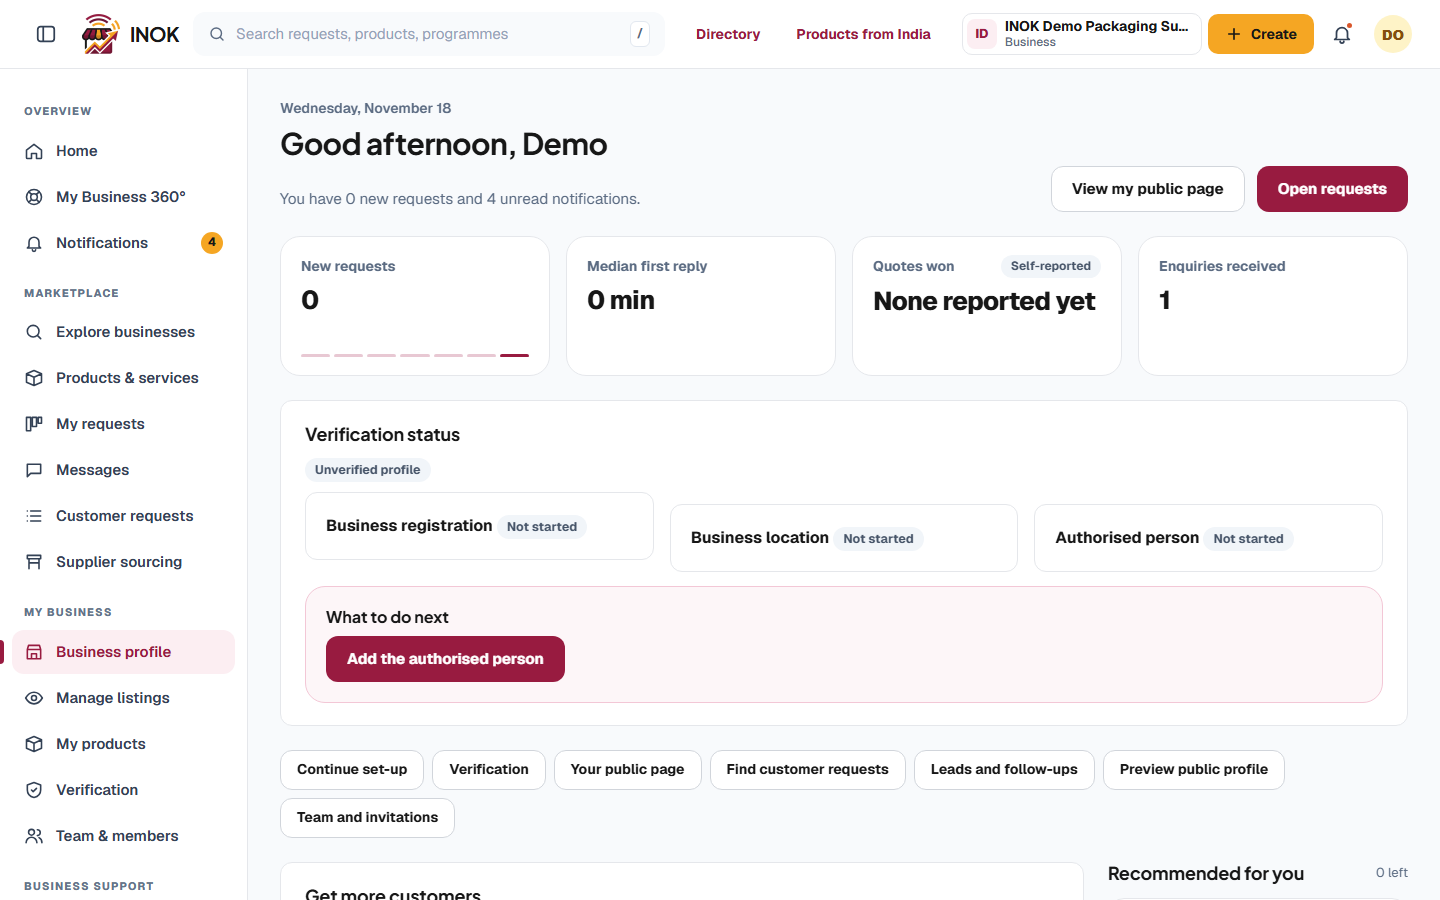 INOK
Search requests, products, programmes
/
Directory
Products from India
ID
INOK Demo Packaging Su...
Business
Create
DO
OVERVIEW
Home
My Business 360°
Notifications
4
MARKETPLACE
Explore businesses
Products & services
My requests
Messages
Customer requests
Supplier sourcing
MY BUSINESS
Business profile
Manage listings
My products
Verification
Team & members
BUSINESS SUPPORT
Wednesday, November 18
Good afternoon, Demo
You have 0 new requests and 4 unread notifications.
View my public page
Open requests
New requests
0
Median first reply
0 min
Quotes won
Self-reported
None reported yet
Enquiries received
1
Verification status
Unverified profile
Business registration
Not started
Business location
Not started
Authorised person
Not started
What to do next
Add the authorised person
Continue set-up
Verification
Your public page
Find customer requests
Leads and follow-ups
Preview public profile
Team and invitations
Get more customers
Recommended for you
0 left